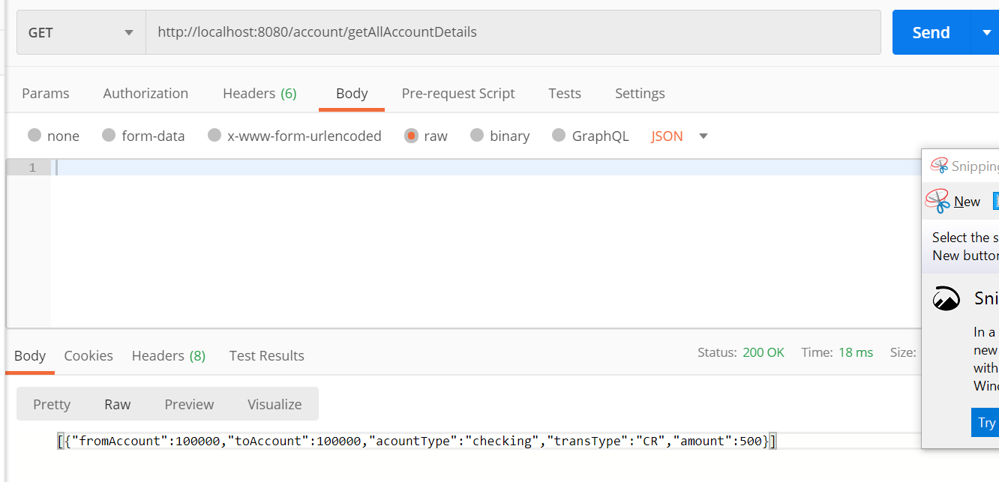 GET http://localhost:8080/account/getAllAccountDetails Send
Params Authorization Headers (6) Body Pre-request Script Tests Settings
none form-data x-www-form-urlencoded raw binary GraphQL JSON
1
Snipping
New
Select the s
New button
Sni
In a
new
with
Wind
Try
Body Cookies Headers (8) Test Results Status: 200 OK Time: 18 ms Size:
Pretty Raw Preview Visualize
[{"fromAccount":100000,"toAccount":100000,"acountType":"checking","transType":"CR","amount":500}]